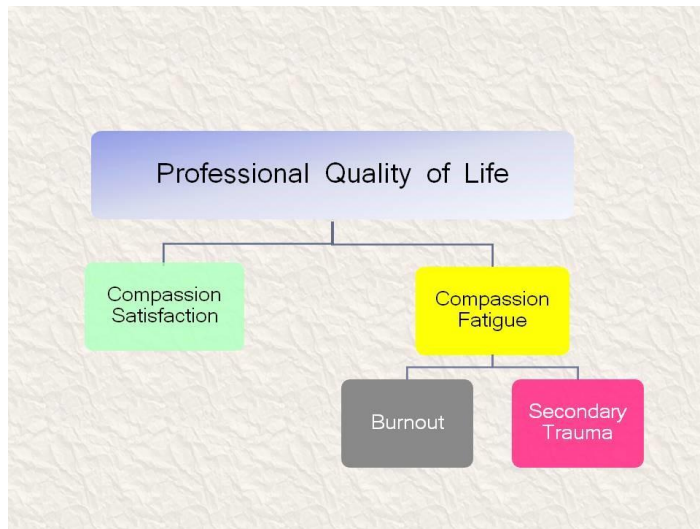 Professional Quality of Life
Compassion
Satisfaction
Compassion
Fatigue
Burnout
Secondary
Trauma